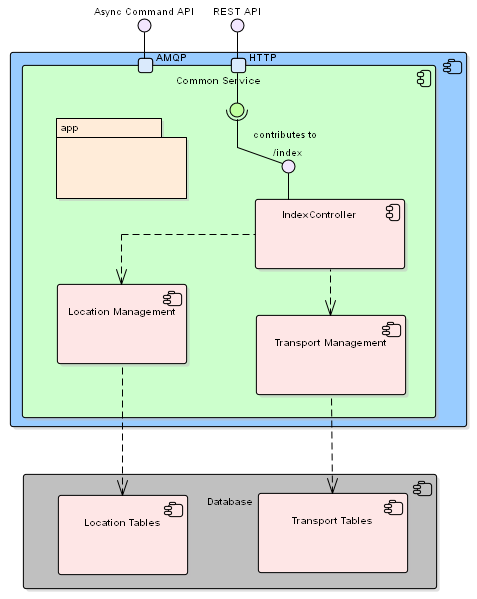 Async Command API
REST API
AMQP
HTTP
Common Service
app
contributes to
/index
IndexController
Location Management
Transport Management
Database
Location Tables
Transport Tables